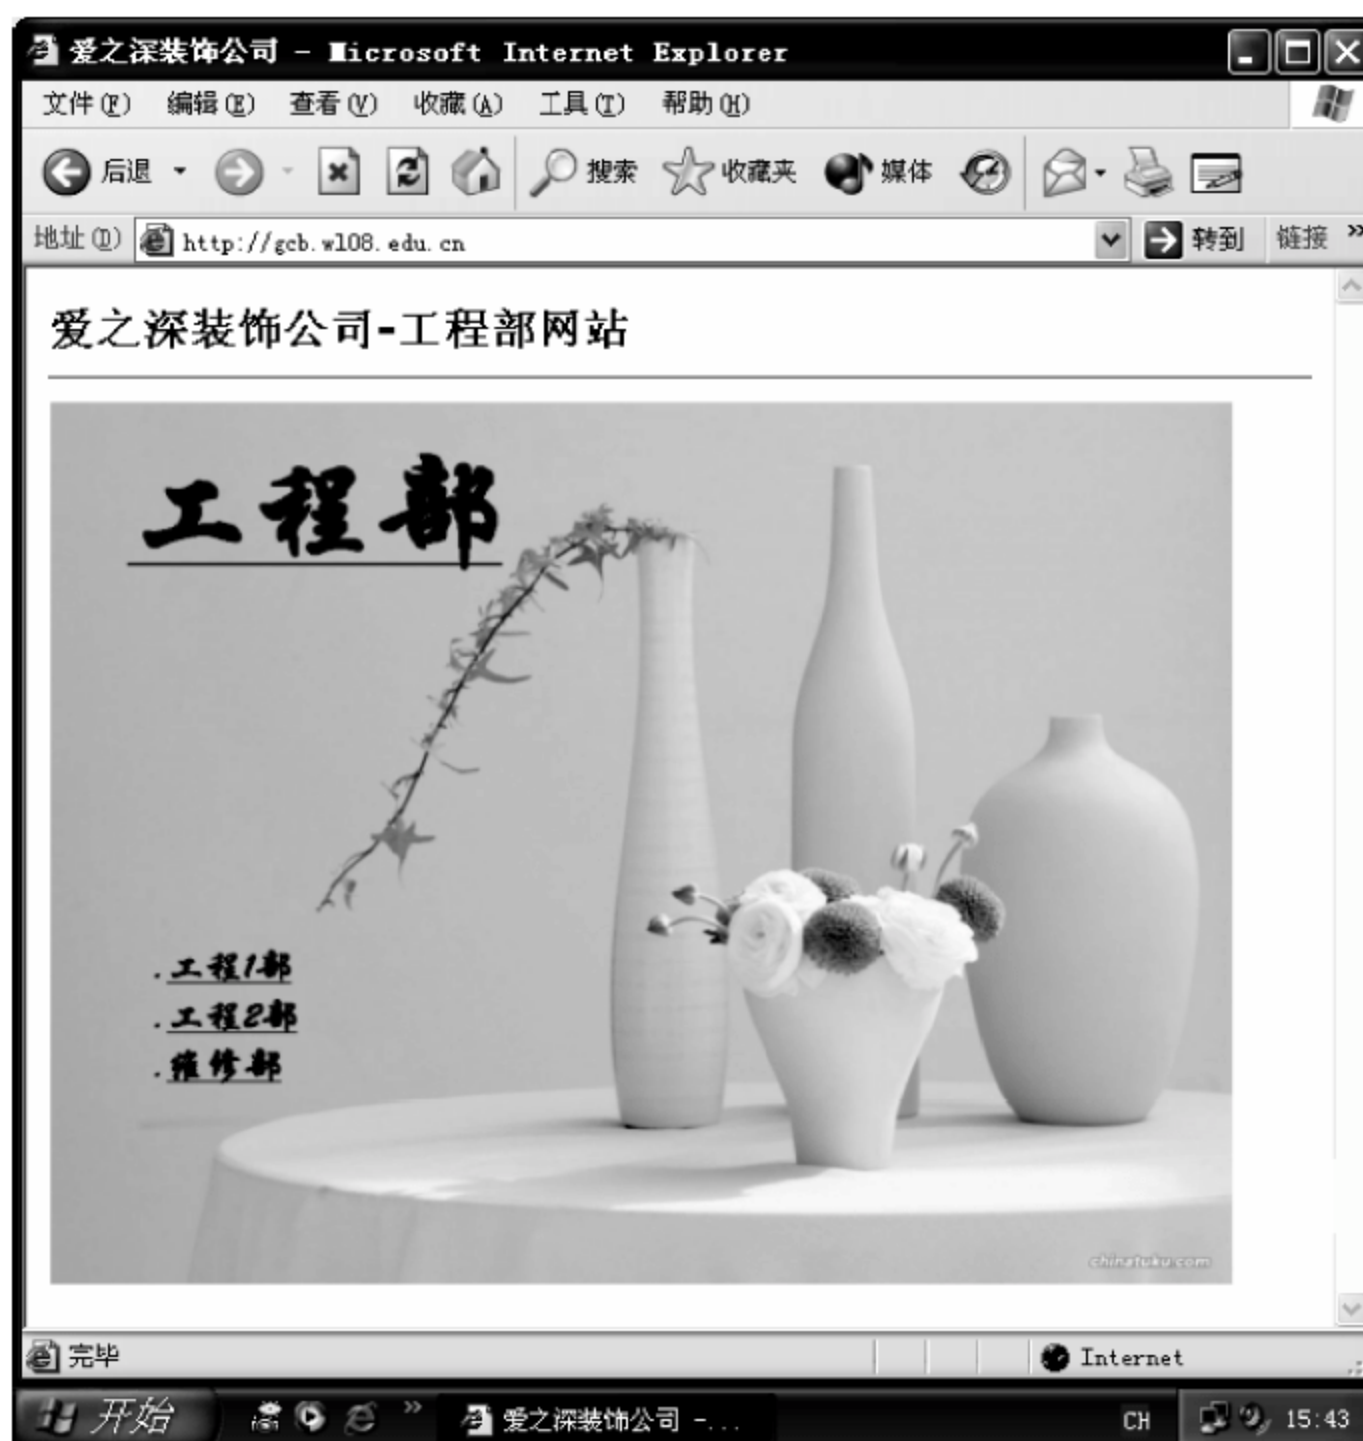 爱之深装饰公司 - Microsoft Internet Explorer
文件(F) 编辑(E) 查看(V) 收藏(A) 工具(T) 帮助(H)
后退 搜索 收藏夹 媒体
地址(D) http://gcb.wl08.edu.cn 转到 链接 »
爱之深装饰公司-工程部网站
工程部
.工程1部
.工程2部
.维修部
chinatuku.com
完毕 Internet
开始 » 爱之深装饰公司 -... CH 15:43